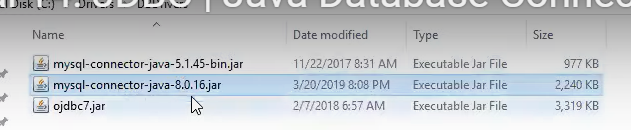 Disk (C:) Drivers DbDrivers
Java Database Connec
Name Date modified Type Size
mysql-connector-java-5.1.45-bin.jar 11/22/2017 8:31 AM Executable Jar File 977 KB
mysql-connector-java-8.0.16.jar 3/20/2019 8:08 PM Executable Jar File 2,240 KB
ojdbc7.jar 2/7/2018 6:57 AM Executable Jar File 3,319 KB